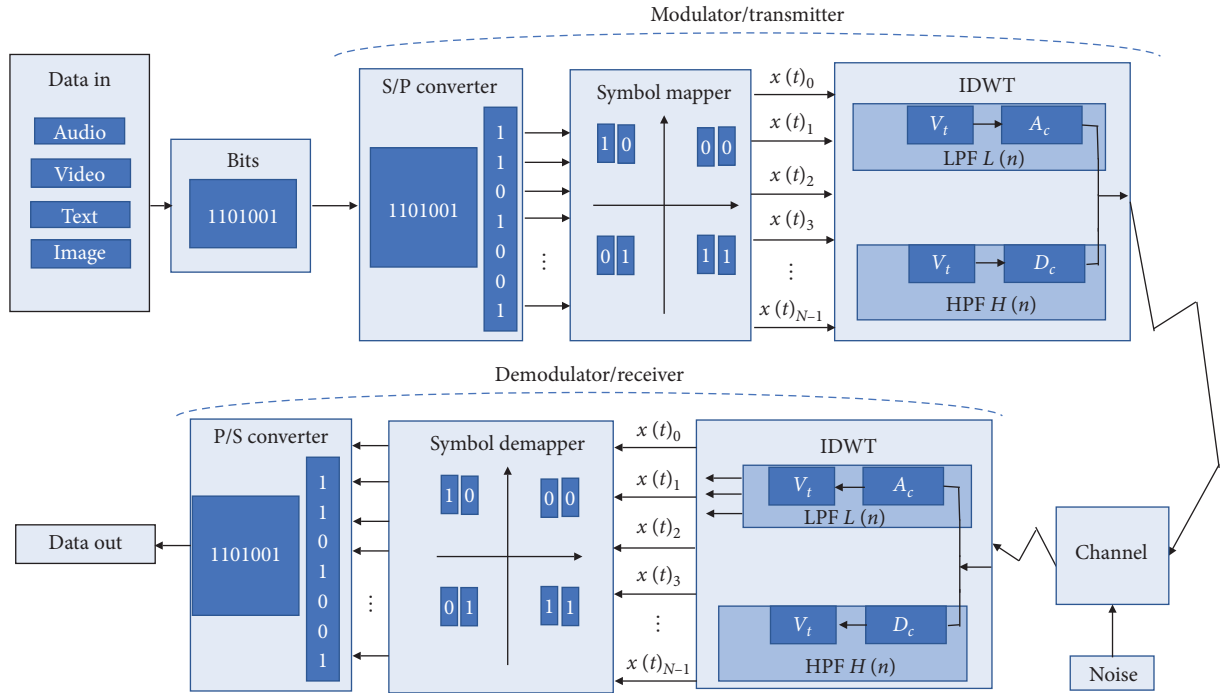 Modulator/transmitter
Data in
Audio
Video
Text
Image
Bits
1101001
S/P converter
1101001
1
1
0
1
0
0
1
⋮
Symbol mapper
1 0
0 0
0 1
1 1
x (t)0
x (t)1
x (t)2
x (t)3
⋮
x (t)N–1
IDWT
Vt
Ac
LPF L (n)
Vt
Dc
HPF H (n)
Demodulator/receiver
Data out
P/S converter
1101001
1
1
0
1
0
0
1
⋮
Symbol demapper
1 0
0 0
0 1
1 1
x (t)0
x (t)1
x (t)2
x (t)3
⋮
x (t)N–1
IDWT
Vt
Ac
LPF L (n)
Vt
Dc
HPF H (n)
Channel
Noise